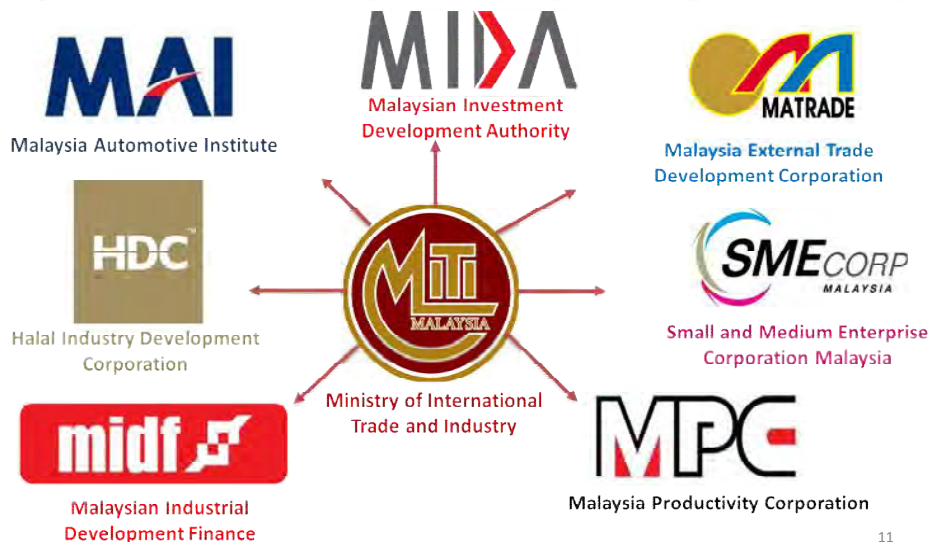 MAI
Malaysia Automotive Institute
MIDA
Malaysian Investment
Development Authority
MATRADE
Malaysia External Trade
Development Corporation
HDC
Halal Industry Development
Corporation
MITI
MALAYSIA
Ministry of International
Trade and Industry
SMECORP
MALAYSIA
Small and Medium Enterprise
Corporation Malaysia
midf
Malaysian Industrial
Development Finance
MPC
Malaysia Productivity Corporation
11